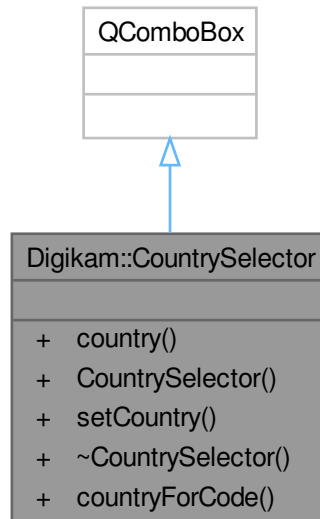 QComboBox
Digikam::CountrySelector
+ country()
+ CountrySelector()
+ setCountry()
+ ~CountrySelector()
+ countryForCode()